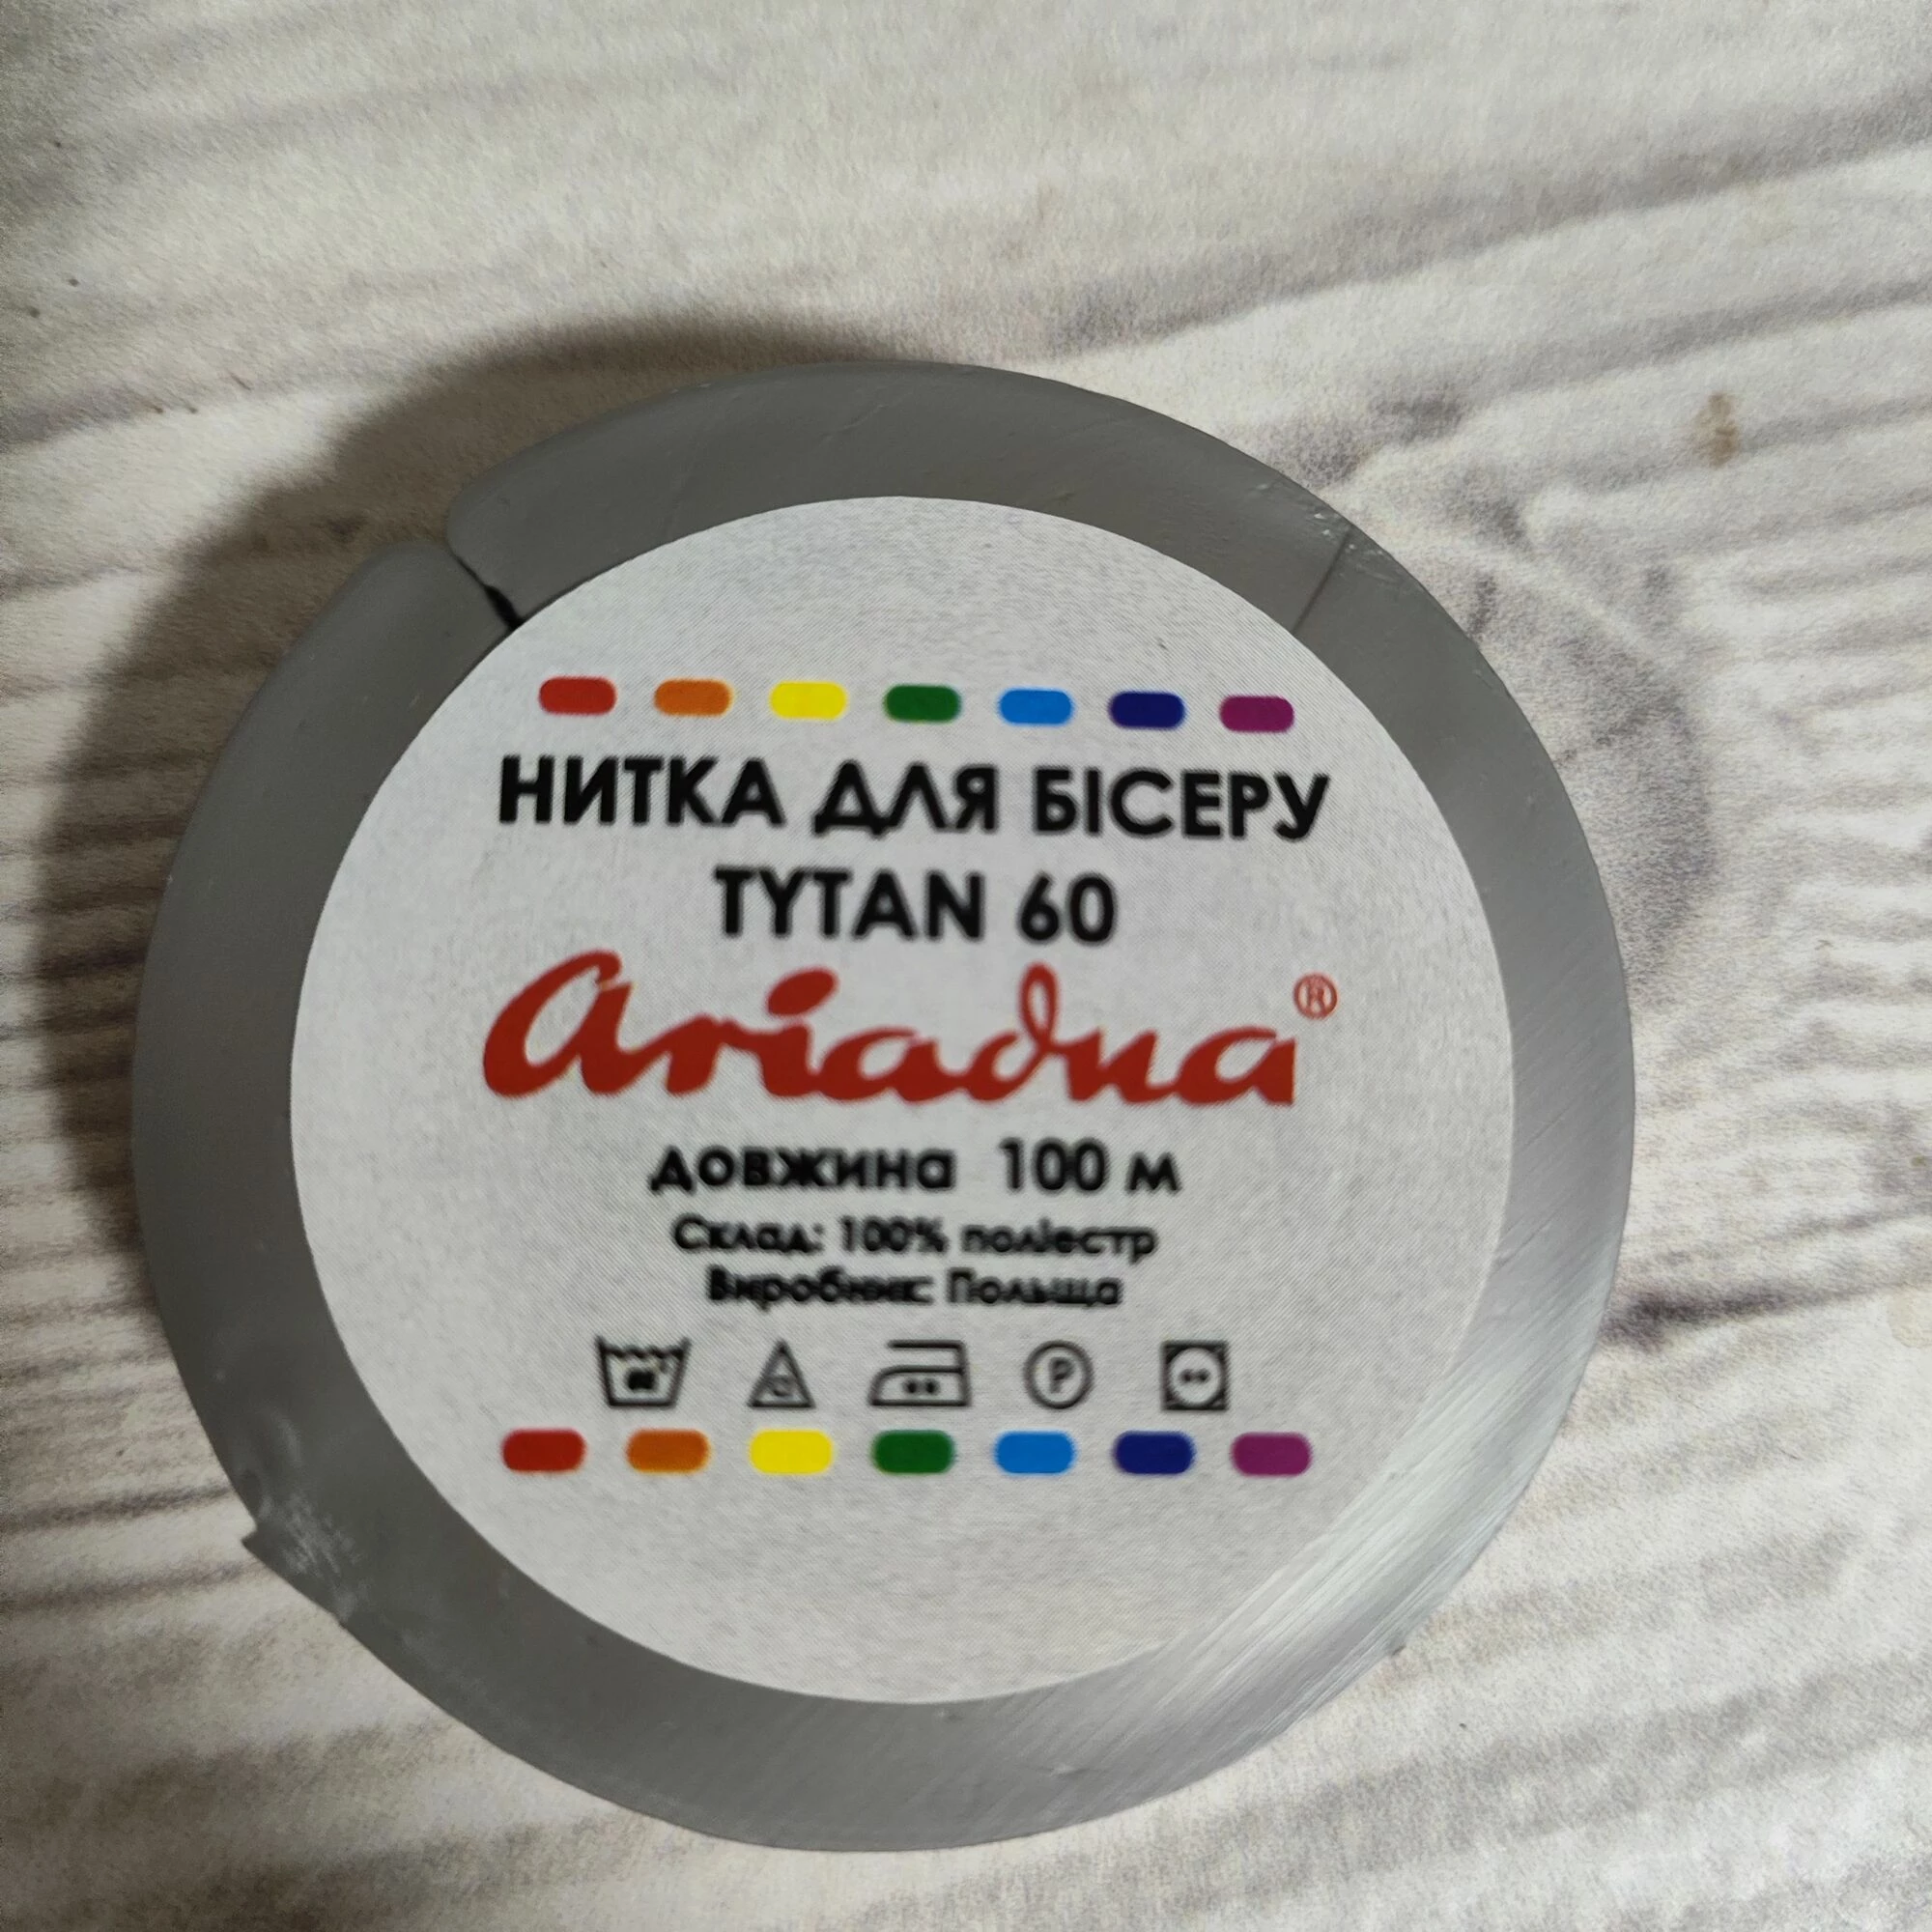 НИТКА ДЛЯ БІСЕРУ
TYTAN 60
ariadna®
довжина 100 м
Склад: 100% поліестр
Виробник: Польща
P